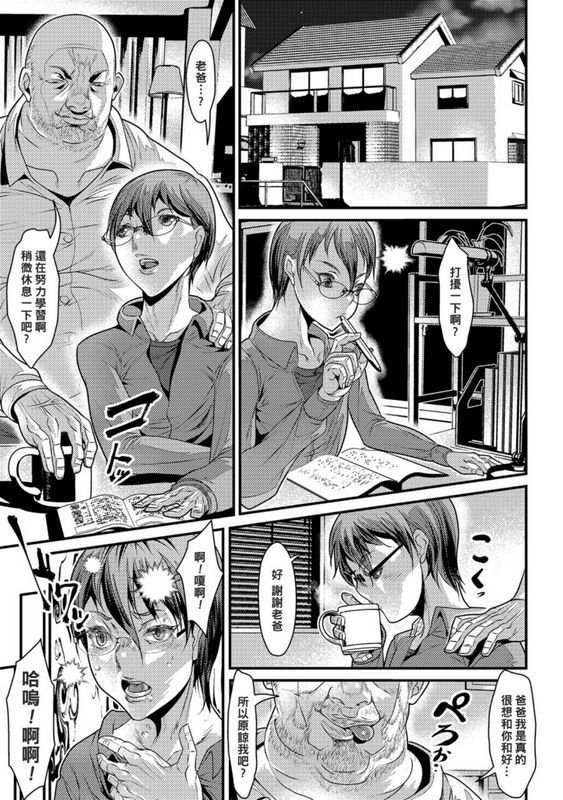 打擾一下啊?
老爸…?
還在努力學習啊
稍微休息一下吧?
コトッ
こくっ
好 謝謝老爸
啊!嗄啊!
哈嗚!啊啊!
爸爸我是真的
很想和你和好…
ぺろぉ…
所以原諒我吧?